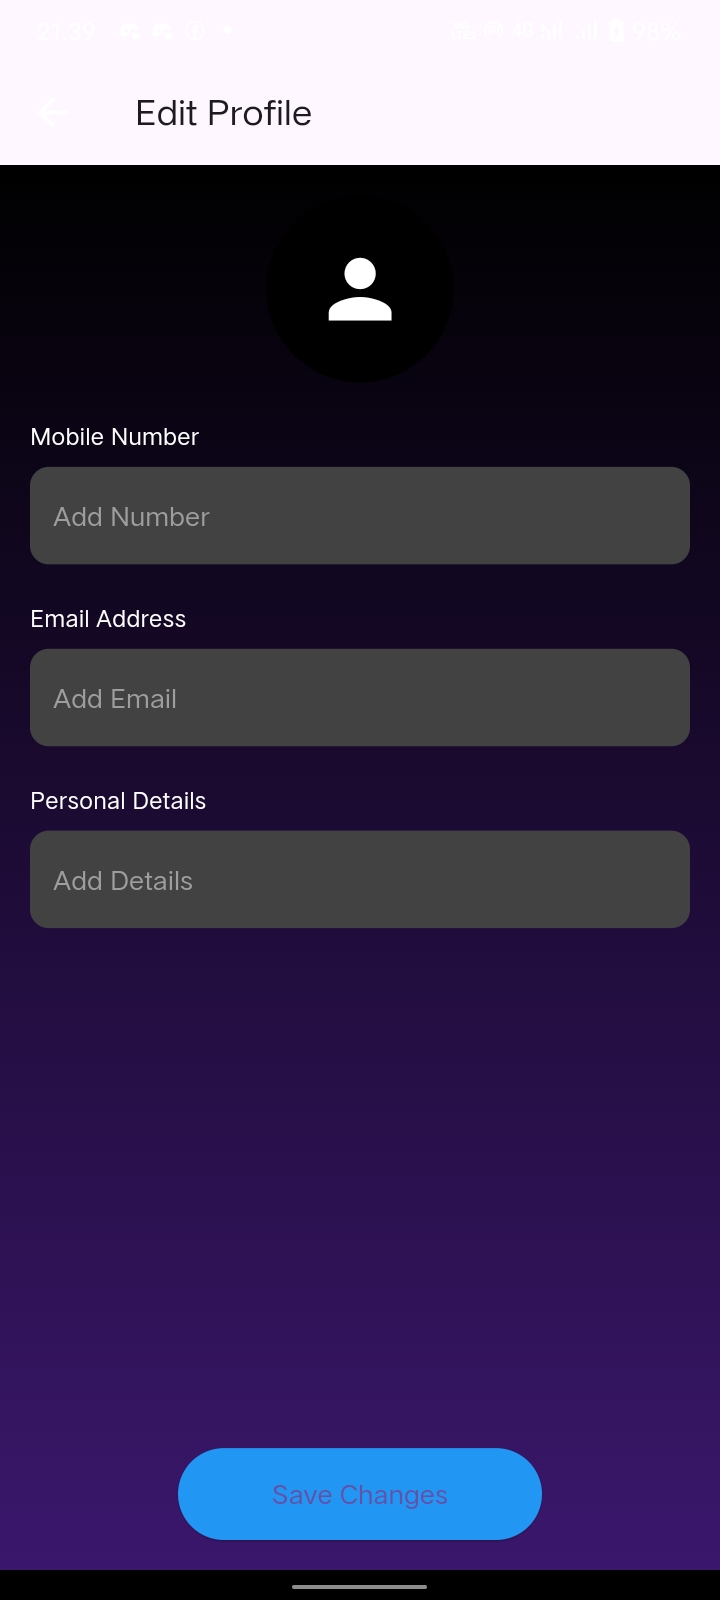 21:39 4G 98%
Edit Profile
Mobile Number
Add Number
Email Address
Add Email
Personal Details
Add Details
Save Changes